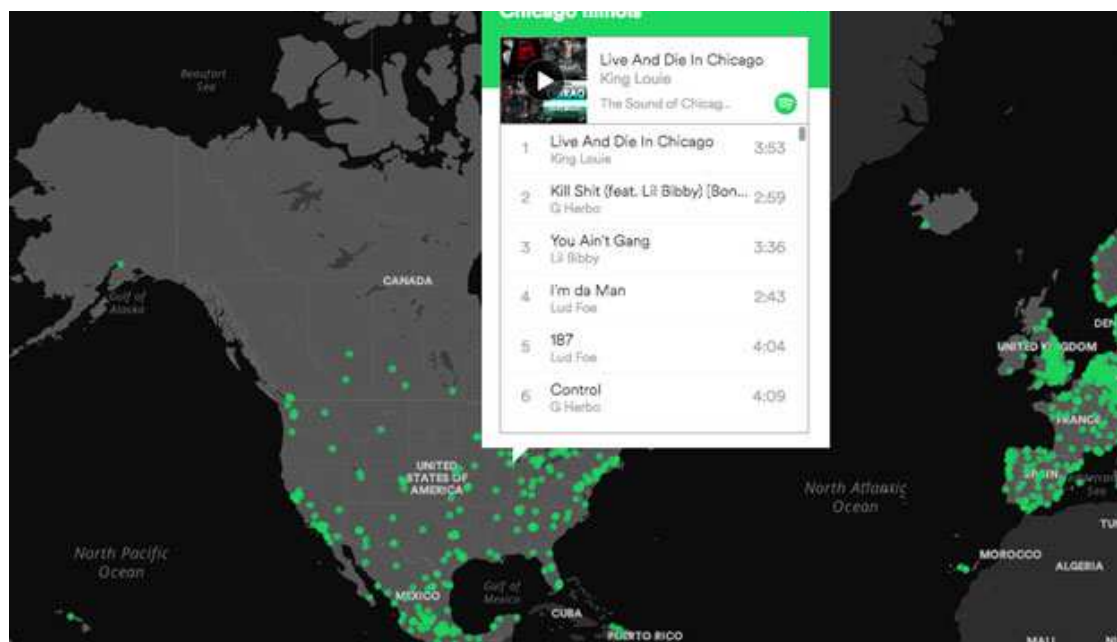 Chicago Illinois
Live And Die In Chicago
King Louie
The Sound of Chicag...
1 Live And Die In Chicago 3:53
King Louie
2 Kill Shit (feat. Lil Bibby) [Bon... 2:59
G Herbo
3 You Ain't Gang 3:36
Lil Bibby
4 I'm da Man 2:43
Lud Foe
5 187 4:04
Lud Foe
6 Control 4:09
G Herbo
Beaufort
Sea
CANADA
Gulf of
Alaska
UNITED
STATES OF
AMERICA
North Pacific
Ocean
MEXICO
Gulf of
Mexico
CUBA
PUERTO RICO
North Atlantic
Ocean
UNITED KINGDOM
DEN
FRANCE
SPAIN
Sea
TU
MOROCCO
ALGERIA
MALI